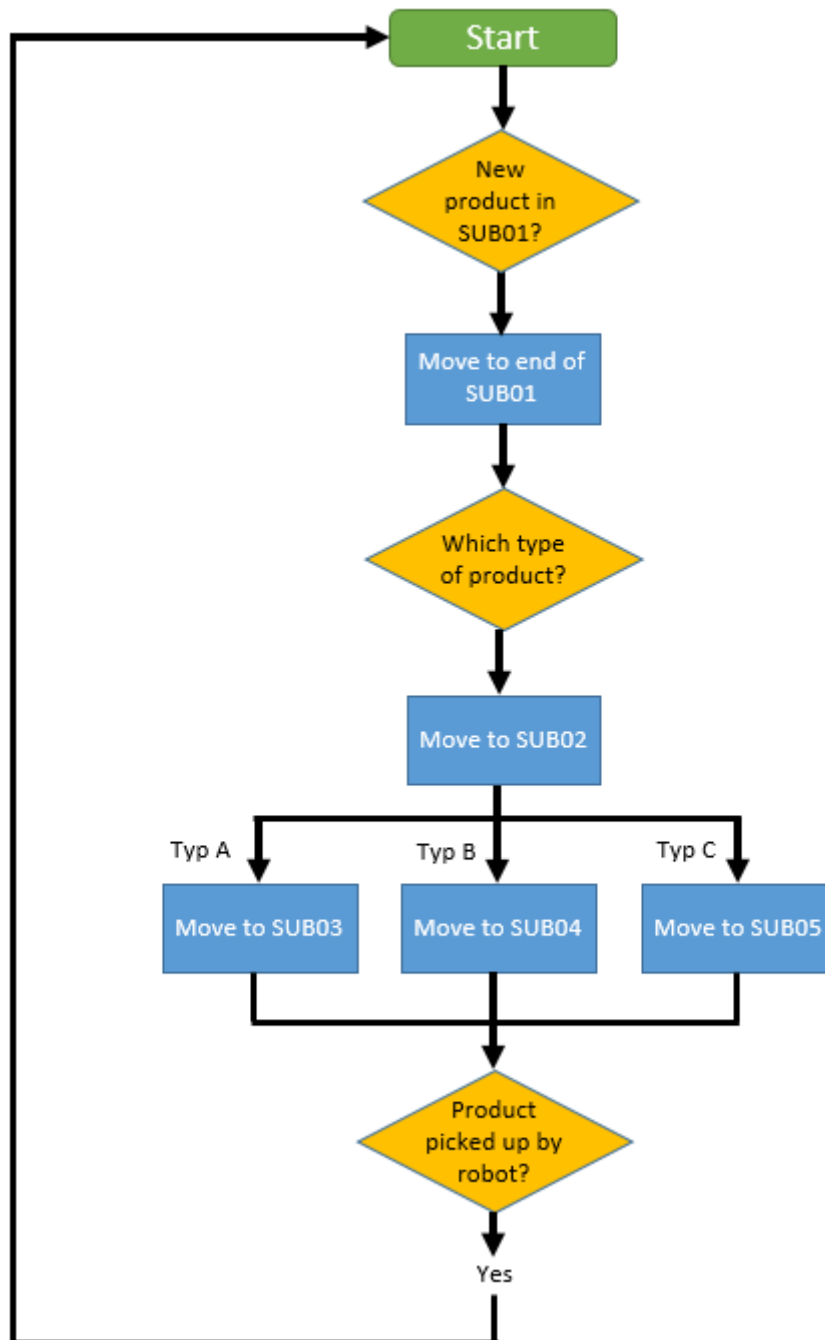 Start
New
product in
SUB01?
Move to end of
SUB01
Which type
of product?
Move to SUB02
Typ A
Typ B
Typ C
Move to SUB03
Move to SUB04
Move to SUB05
Product
picked up by
robot?
Yes